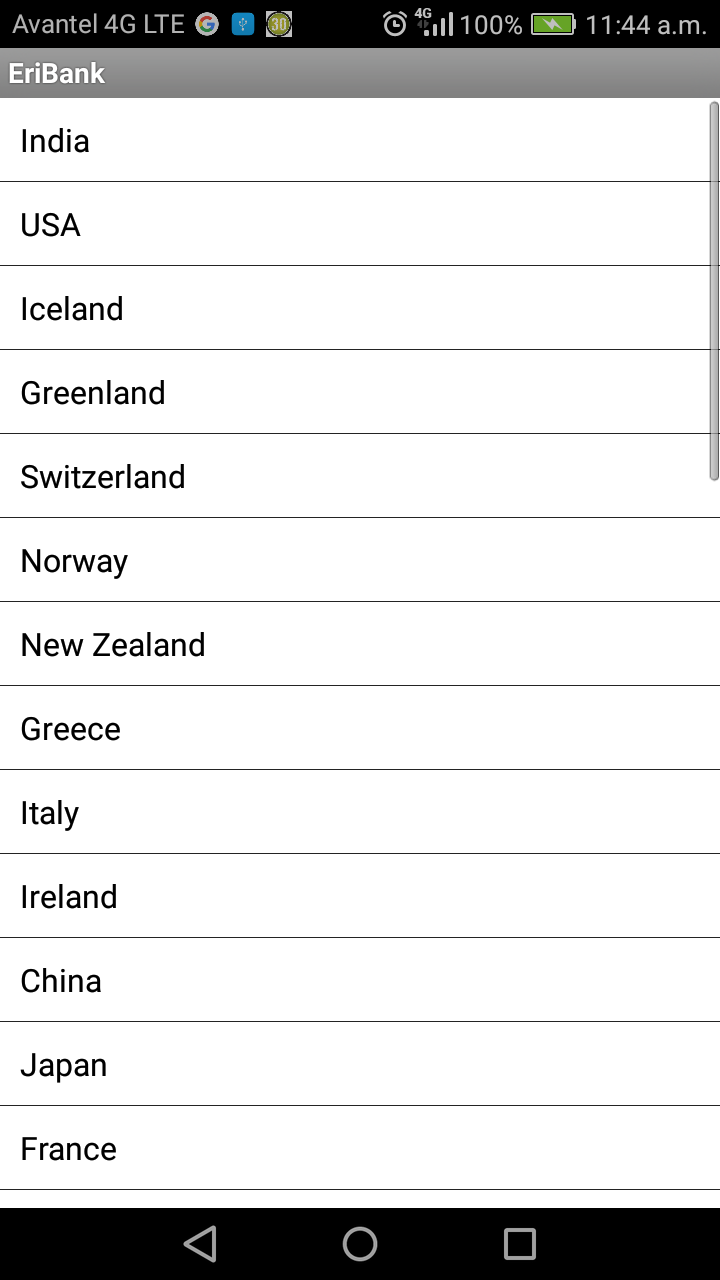 Avantel 4G LTE G 30 4G 100% 11:44 a.m.
EriBank
India
USA
Iceland
Greenland
Switzerland
Norway
New Zealand
Greece
Italy
Ireland
China
Japan
France